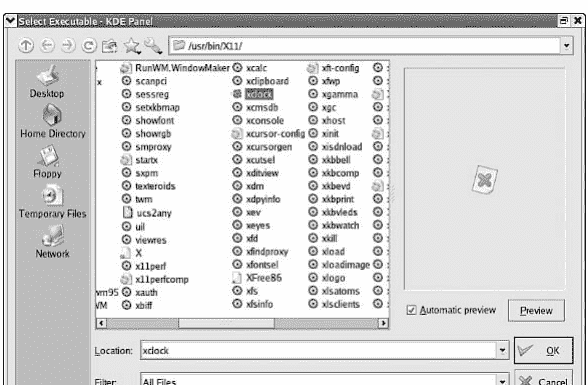 Select Executable - KDE Panel
/usr/bin/X11/
Desktop
Home Directory
Floppy
Temporary Files
Network
x
vm95
VM
RunWM.WindowMaker
scanpci
sessreg
setxkbmap
showfont
showrgb
smproxy
startx
sxpm
texteroids
twm
ucs2any
uil
viewres
X
x11perf
x11perfcomp
xauth
xbiff
xcalc
xclipboard
xclock
xcmsdb
xconsole
xcursor-config
xcursorgen
xcutsel
xditview
xdm
xdpyinfo
xev
xeyes
xfd
xfindproxy
xfontsel
XFree86
xfs
xfsinfo
xft-config
xfwp
xgamma
xgc
xhost
xinit
xisdnload
xkbbell
xkbcomp
xkbevd
xkbprint
xkbvleds
xkbwatch
xkill
xload
xloadimage
xlogo
xlsatoms
xlsclients
Automatic preview
Preview
Location: xclock
OK
Filter: All Files
Cancel